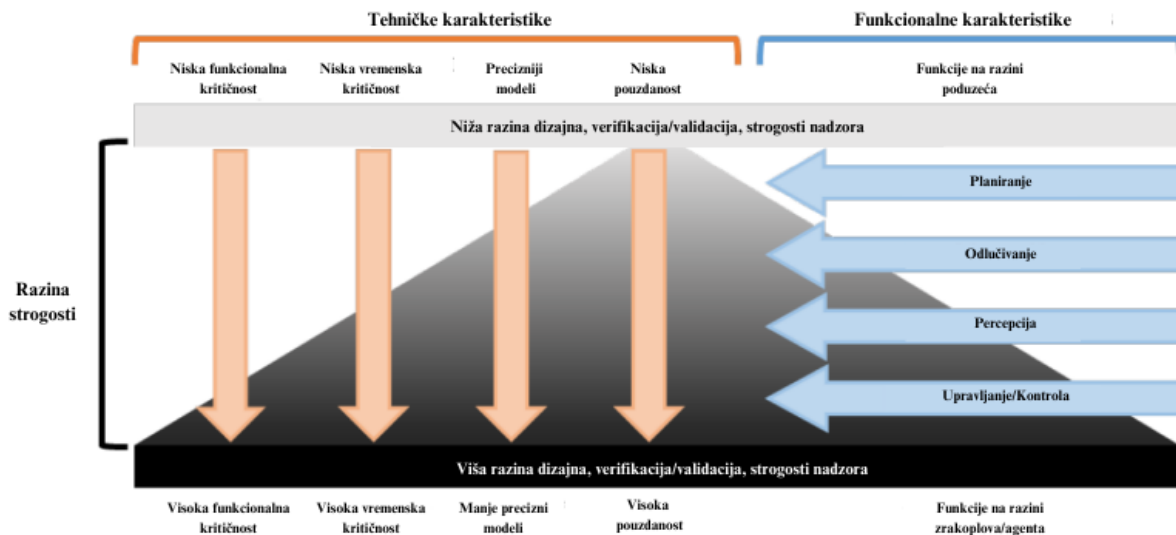 Tehničke karakteristike
Funkcionalne karakteristike
Niska funkcionalna
kritičnost
Niska vremenska
kritičnost
Precizniji
modeli
Niska
pouzdanost
Funkcije na razini
poduzeća
Niža razina dizajna, verifikacija/validacija, strogosti nadzora
Planiranje
Odlučivanje
Razina
strogosti
Percepcija
Upravljanje/Kontrola
Viša razina dizajna, verifikacija/validacija, strogosti nadzora
Visoka funkcionalna
kritičnost
Visoka vremenska
kritičnost
Manje precizni
modeli
Visoka
pouzdanost
Funkcije na razini
zrakoplova/agenta